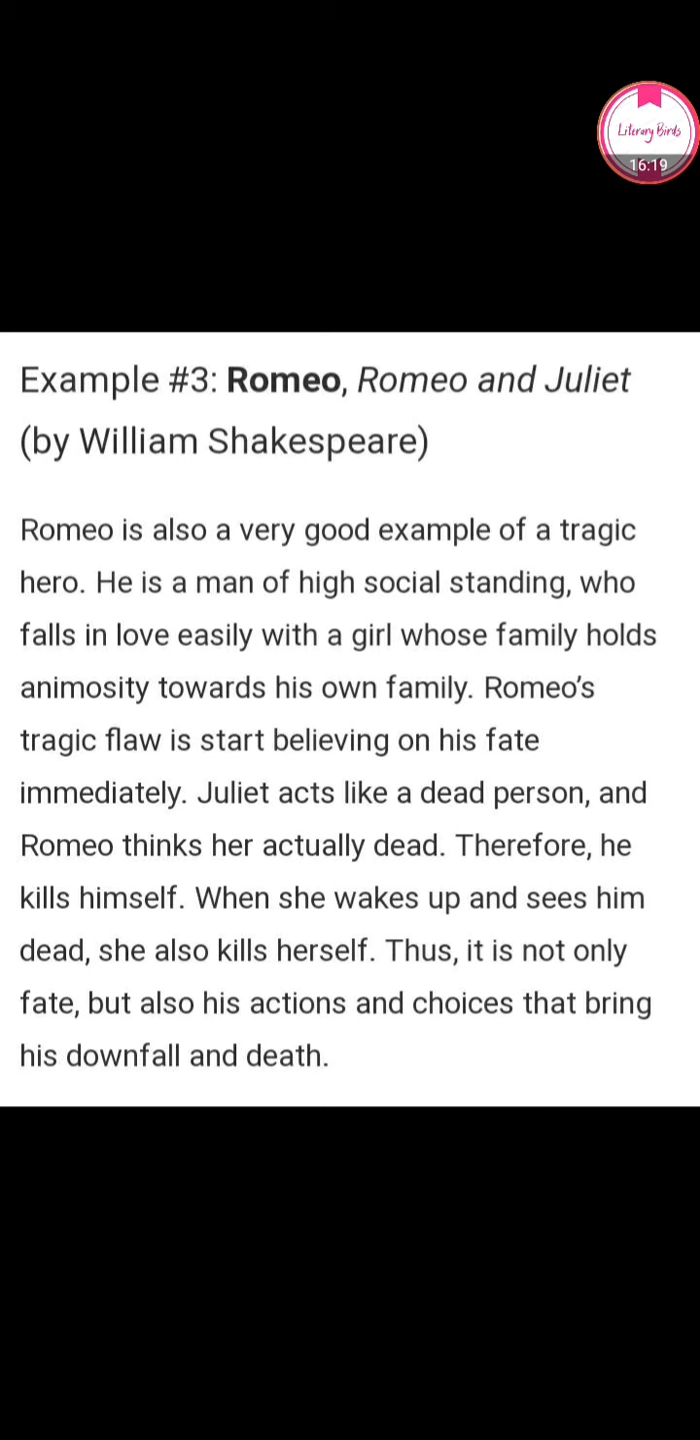 Literary Birds
16:19
Example #3: Romeo, Romeo and Juliet
(by William Shakespeare)
Romeo is also a very good example of a tragic
hero. He is a man of high social standing, who
falls in love easily with a girl whose family holds
animosity towards his own family. Romeo’s
tragic flaw is start believing on his fate
immediately. Juliet acts like a dead person, and
Romeo thinks her actually dead. Therefore, he
kills himself. When she wakes up and sees him
dead, she also kills herself. Thus, it is not only
fate, but also his actions and choices that bring
his downfall and death.